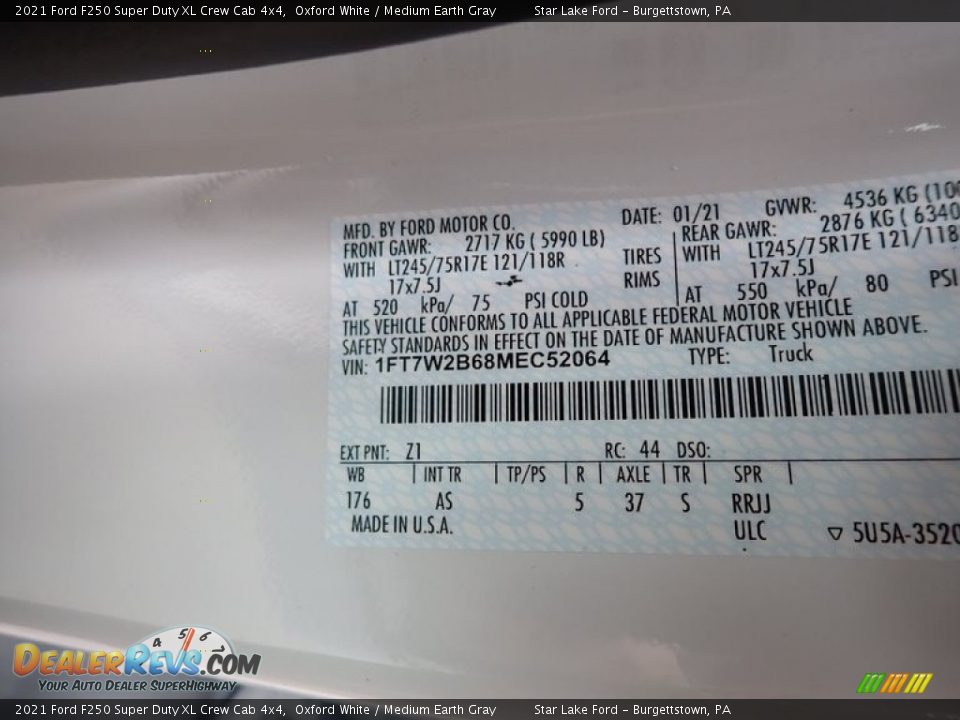 2021 Ford F250 Super Duty XL Crew Cab 4x4, Oxford White / Medium Earth Gray Star Lake Ford - Burgettstown, PA
MFD. BY FORD MOTOR CO. DATE: 01/21 GVWR: 4536 KG (100
FRONT GAWR: 2717 KG ( 5990 LB) REAR GAWR: 2876 KG ( 6340
WITH LT245/75R17E 121/118R TIRES WITH LT245/75R17E 121/118
17x7.5J RIMS 17x7.5J
AT 520 kPa/ 75 PSI COLD AT 550 kPa/ 80 PSI
THIS VEHICLE CONFORMS TO ALL APPLICABLE FEDERAL MOTOR VEHICLE
SAFETY STANDARDS IN EFFECT ON THE DATE OF MANUFACTURE SHOWN ABOVE.
VIN: 1FT7W2B68MEC52064 TYPE: Truck
EXT PNT: Z1 RC: 44 DSO:
WB INT TR TP/PS R AXLE TR SPR
176 AS 5 37 S RRJJ
MADE IN U.S.A. ULC 5U5A-3520
4 5 6
DealerRevs.com
Your Auto Dealer SuperHighway
2021 Ford F250 Super Duty XL Crew Cab 4x4, Oxford White / Medium Earth Gray Star Lake Ford - Burgettstown, PA